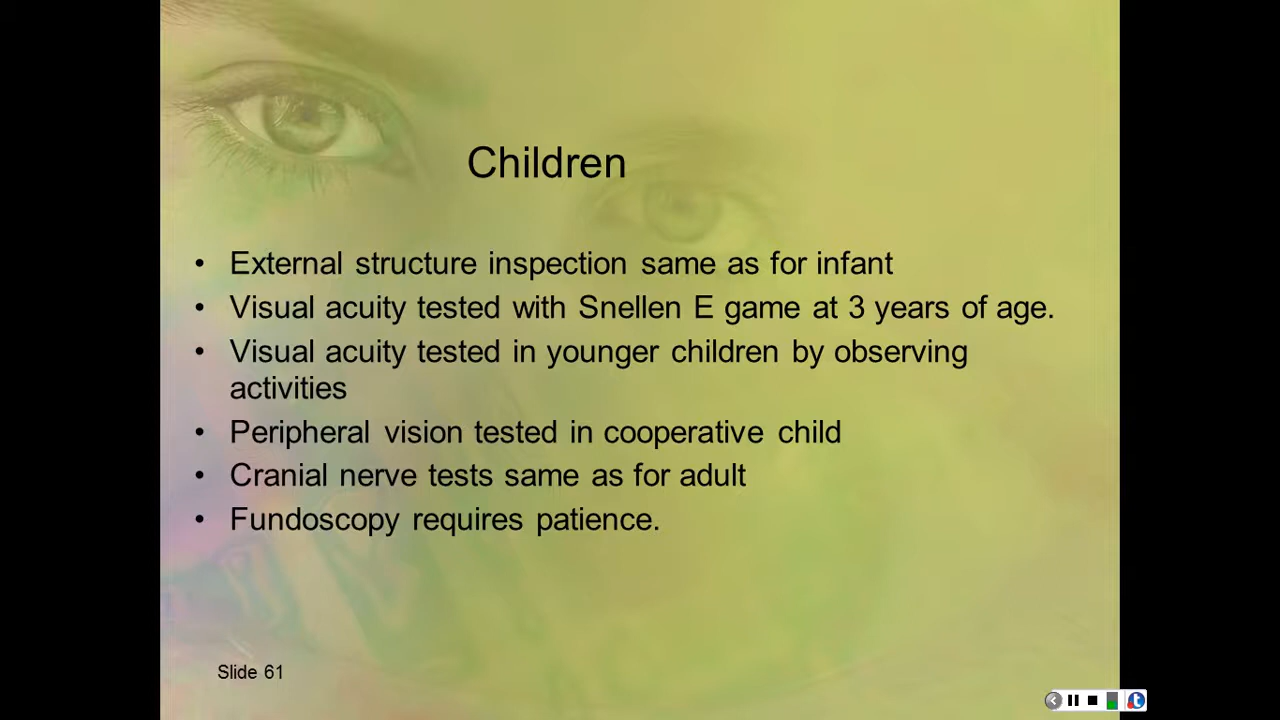 Children
• External structure inspection same as for infant
• Visual acuity tested with Snellen E game at 3 years of age.
• Visual acuity tested in younger children by observing
activities
• Peripheral vision tested in cooperative child
• Cranial nerve tests same as for adult
• Fundoscopy requires patience.
Slide 61
t